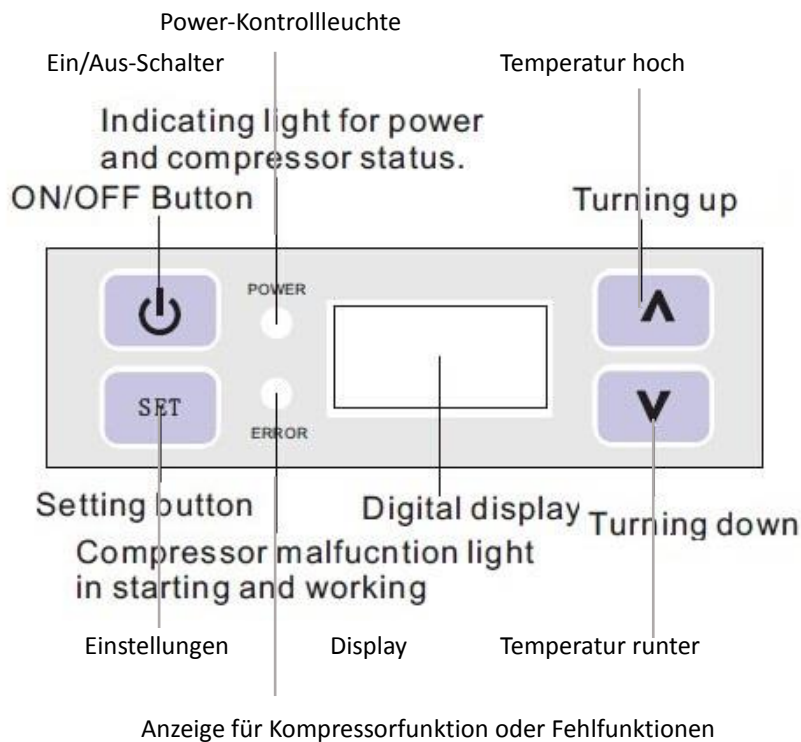 Power-Kontrollleuchte
Ein/Aus-Schalter
Temperatur hoch
Indicating light for power
and compressor status.
ON/OFF Button
Turning up
POWER
SET
ERROR
Setting button
Digital display
Turning down
Compressor malfucntion light
in starting and working
Einstellungen
Display
Temperatur runter
Anzeige für Kompressorfunktion oder Fehlfunktionen